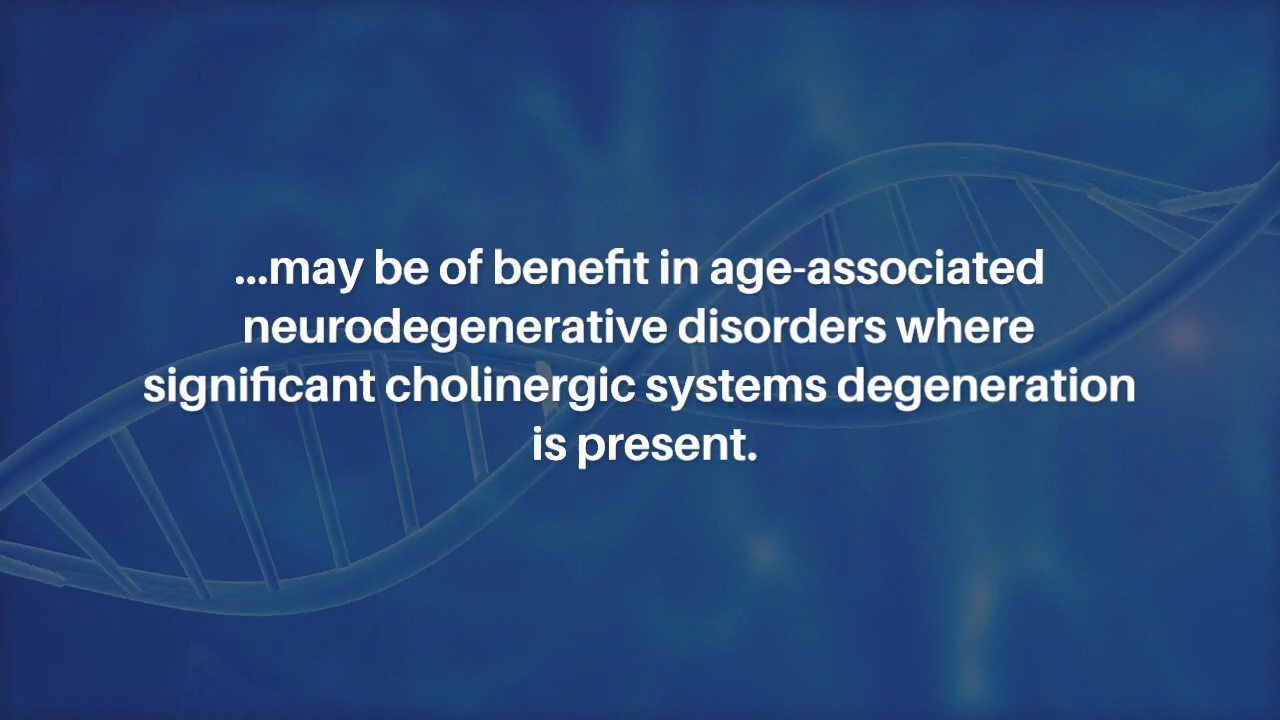 ...may be of benefit in age-associated
neurodegenerative disorders where
significant cholinergic systems degeneration
is present.